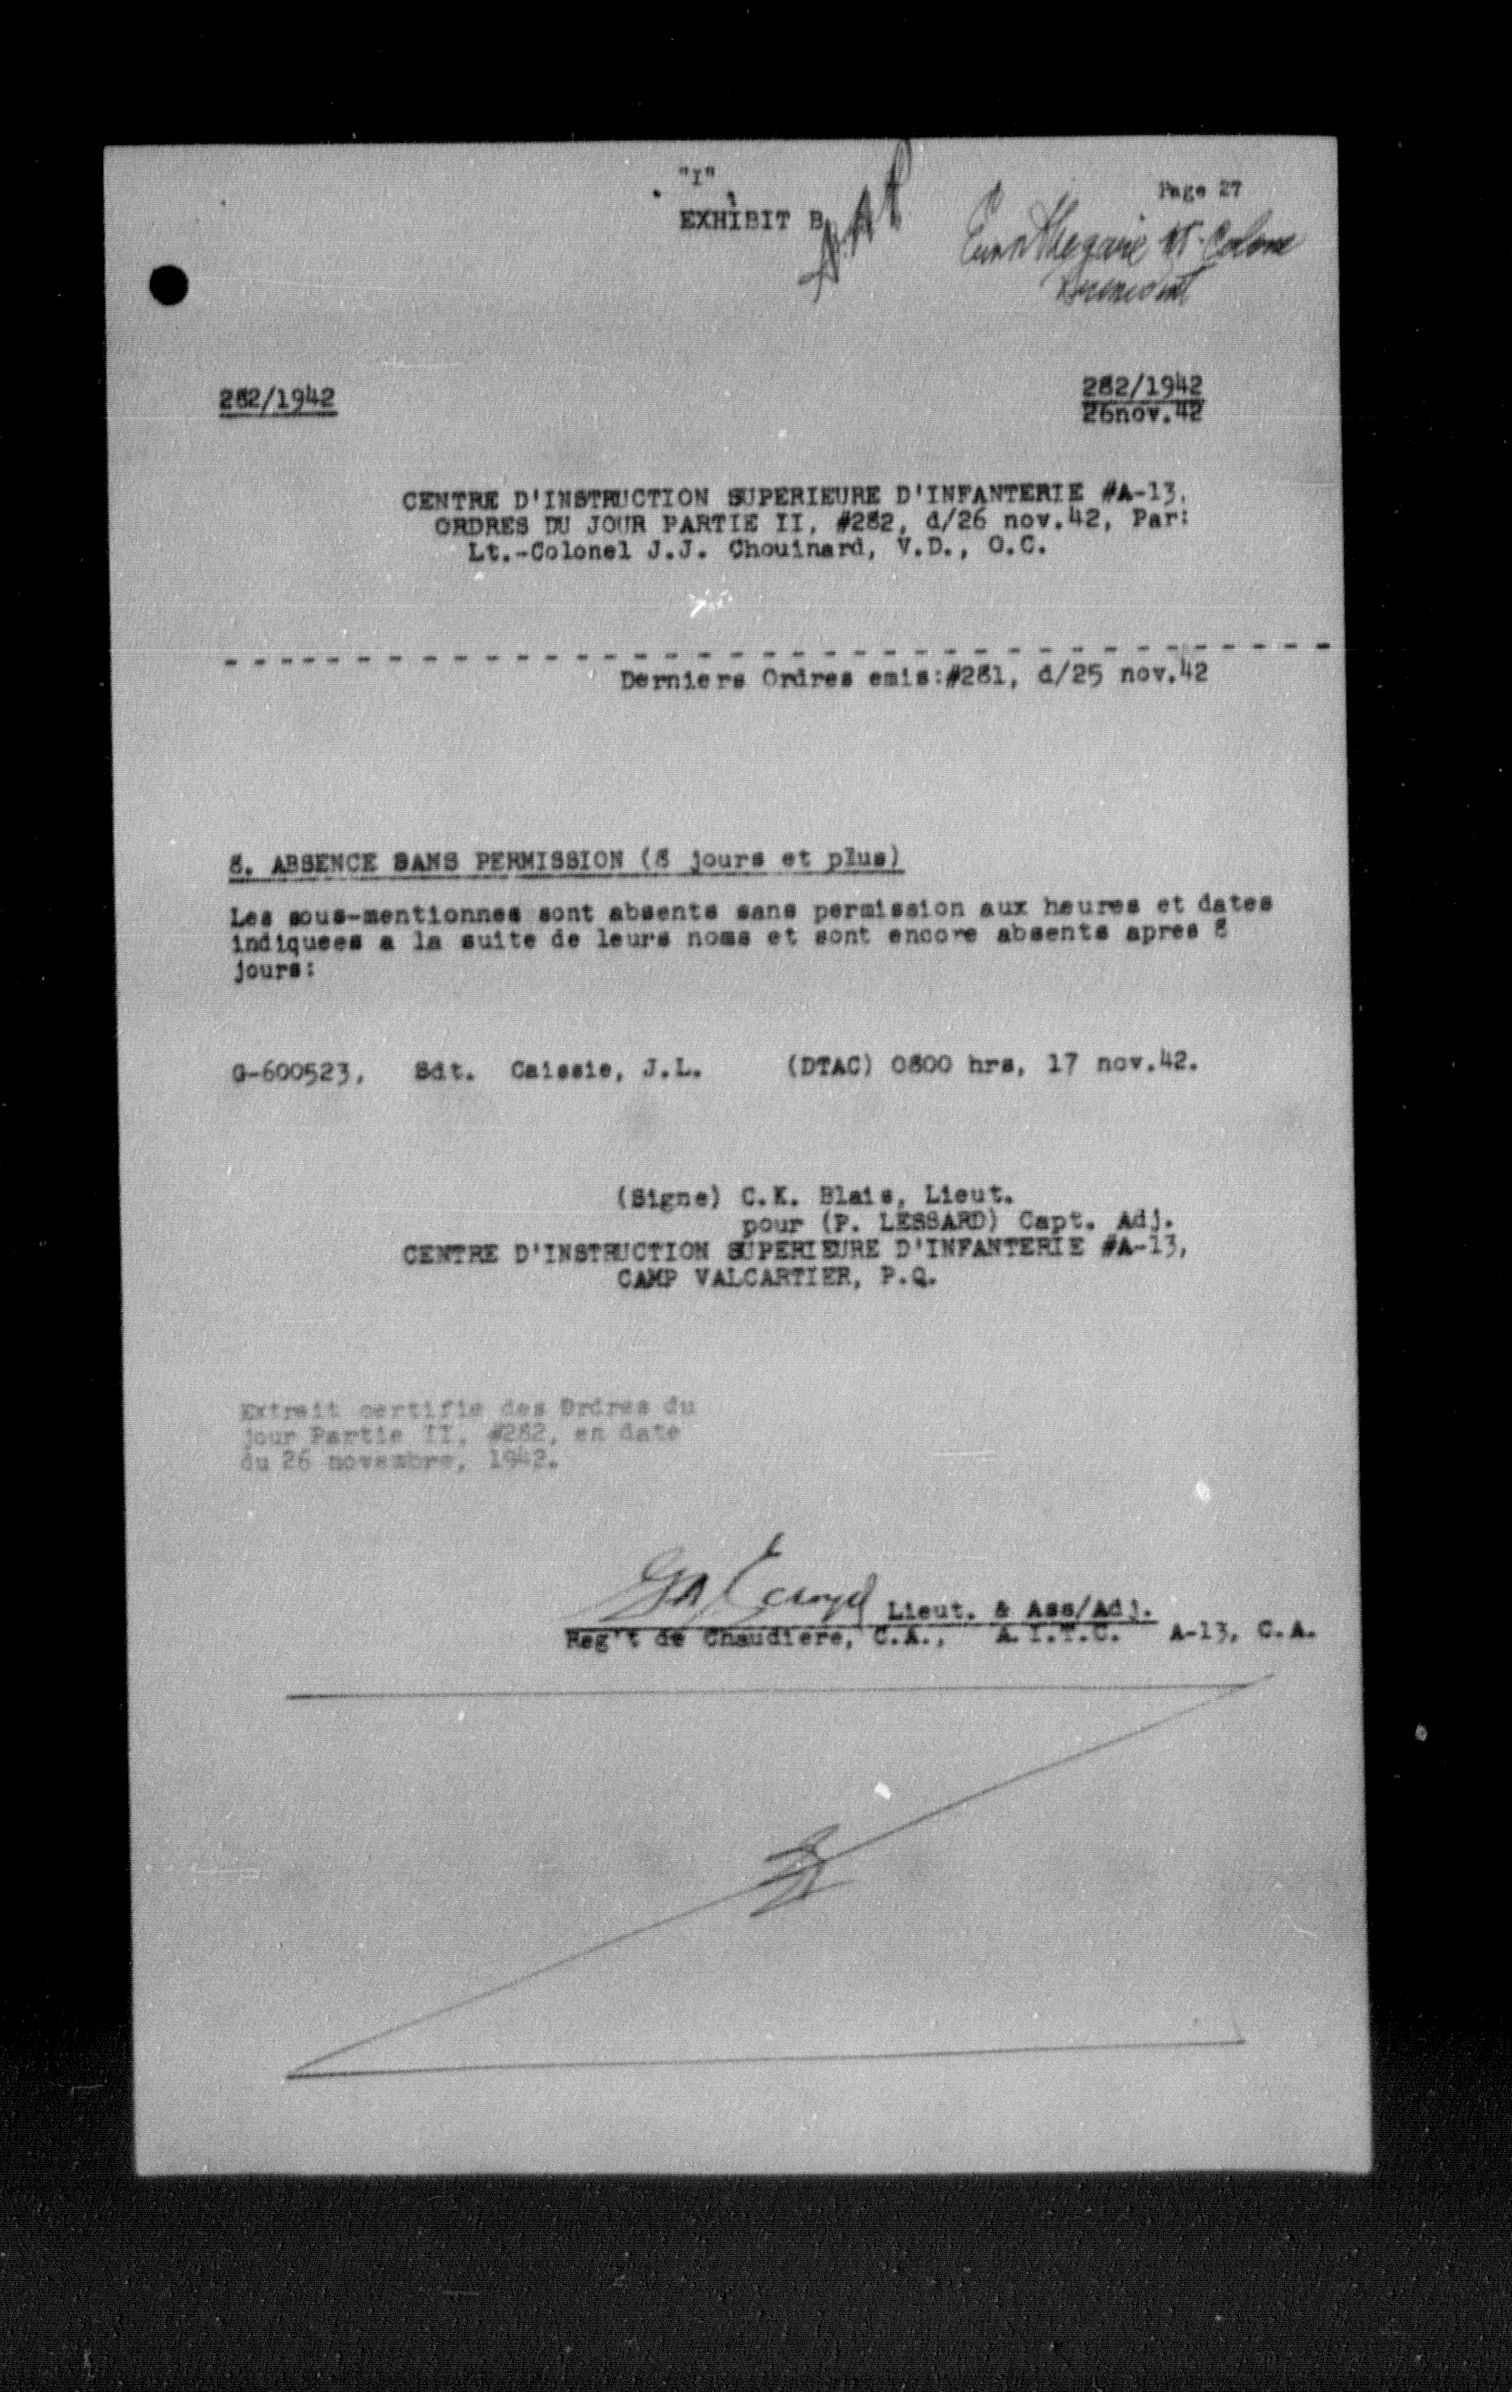 "I"
Page 27
EXHIBIT B
282/1942
282/1942
26nov.42
CENTRE D'INSTRUCTION SUPERIEURE D'INFANTERIE #A-13.
ORDRES DU JOUR PARTIE II, #282, d/26 nov.42, Par:
Lt.-Colonel J.J. Chouinard, V.D., O.C.
Derniers Ordres emis:#281, d/25 nov.42
8. ABSENCE SANS PERMISSION (8 jours et plus)
Les sous-mentionnes sont absents sans permission aux heures et dates
indiquees a la suite de leurs noms et sont encore absents apres 8
jours:
G-600523, Sdt. Caissie, J.L. (DTAC) 0800 hrs, 17 nov.42.
(Signe) C.K. Blais, Lieut.
pour (P. LESSARD) Capt. Adj.
CENTRE D'INSTRUCTION SUPERIEURE D'INFANTERIE #A-13,
CAMP VALCARTIER, P.Q.
Extrait certifie des Ordres du
jour Partie II, #282, en date
du 26 novembre, 1942.
Lieut. & Ass/Adj.
Reg't de Chaudiere, C.A., A.I.T.C. A-13, C.A.